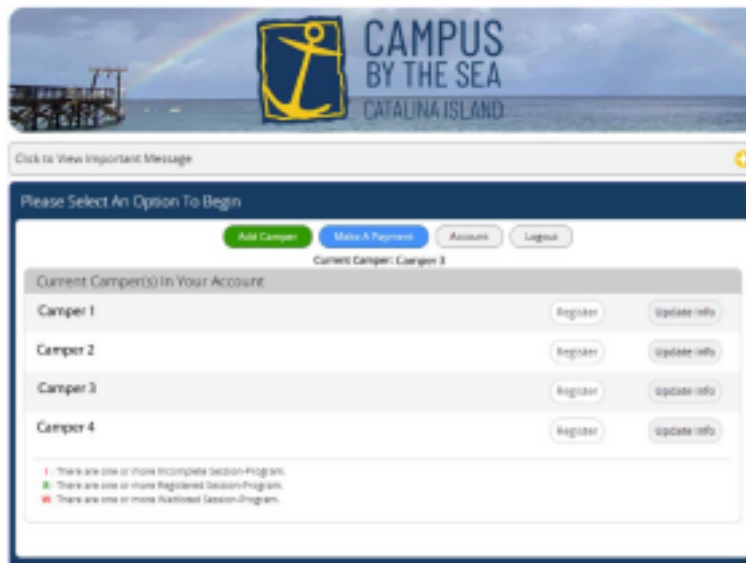 CAMPUS
BY THE SEA
CATALINA ISLAND
Click to View Important Message
Please Select An Option To Begin
Add Camper Make A Payment Account Logout
Current Camper: Camper 3
Current Camper(s) In Your Account
Camper 1 Register Update Info
Camper 2 Register Update Info
Camper 3 Register Update Info
Camper 4 Register Update Info
I: There are one or more Incomplete Session-Program.
R: There are one or more Registered Session-Program.
W: There are one or more Waitlisted Session-Program.